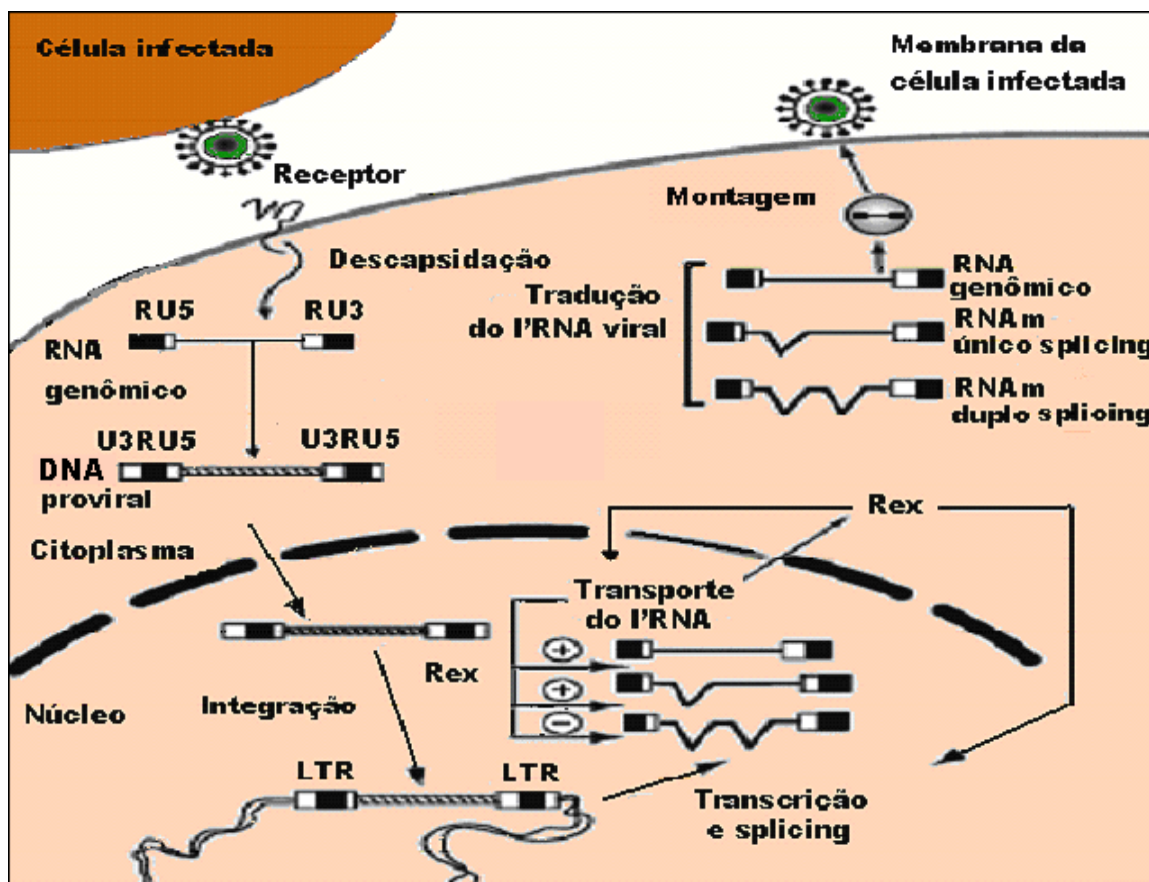 Célula infectada
Mombrana da
célula infectada
Receptor
Montagem
Descapsidação
RU5
RU3
RNA
genômico
Tradução
do I'RNA viral
RNA
genômico
RNAm
único splicing
RNAm
duplo splioing
U3RU5
U3RU5
DNA
proviral
Citoplasma
Rex
Transporte
do I'RNA
+
+
−
Rex
Núcleo
Integração
LTR
LTR
Transcrição
e splicing